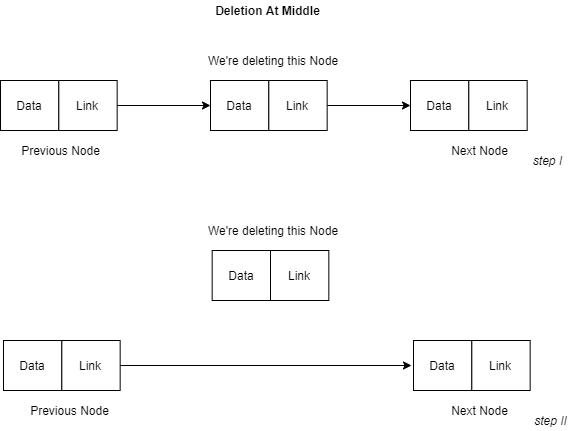 Deletion At Middle
We're deleting this Node
Data Link Data Link Data Link
Previous Node Next Node
step I
We're deleting this Node
Data Link
Data Link Data Link
Previous Node Next Node
step II